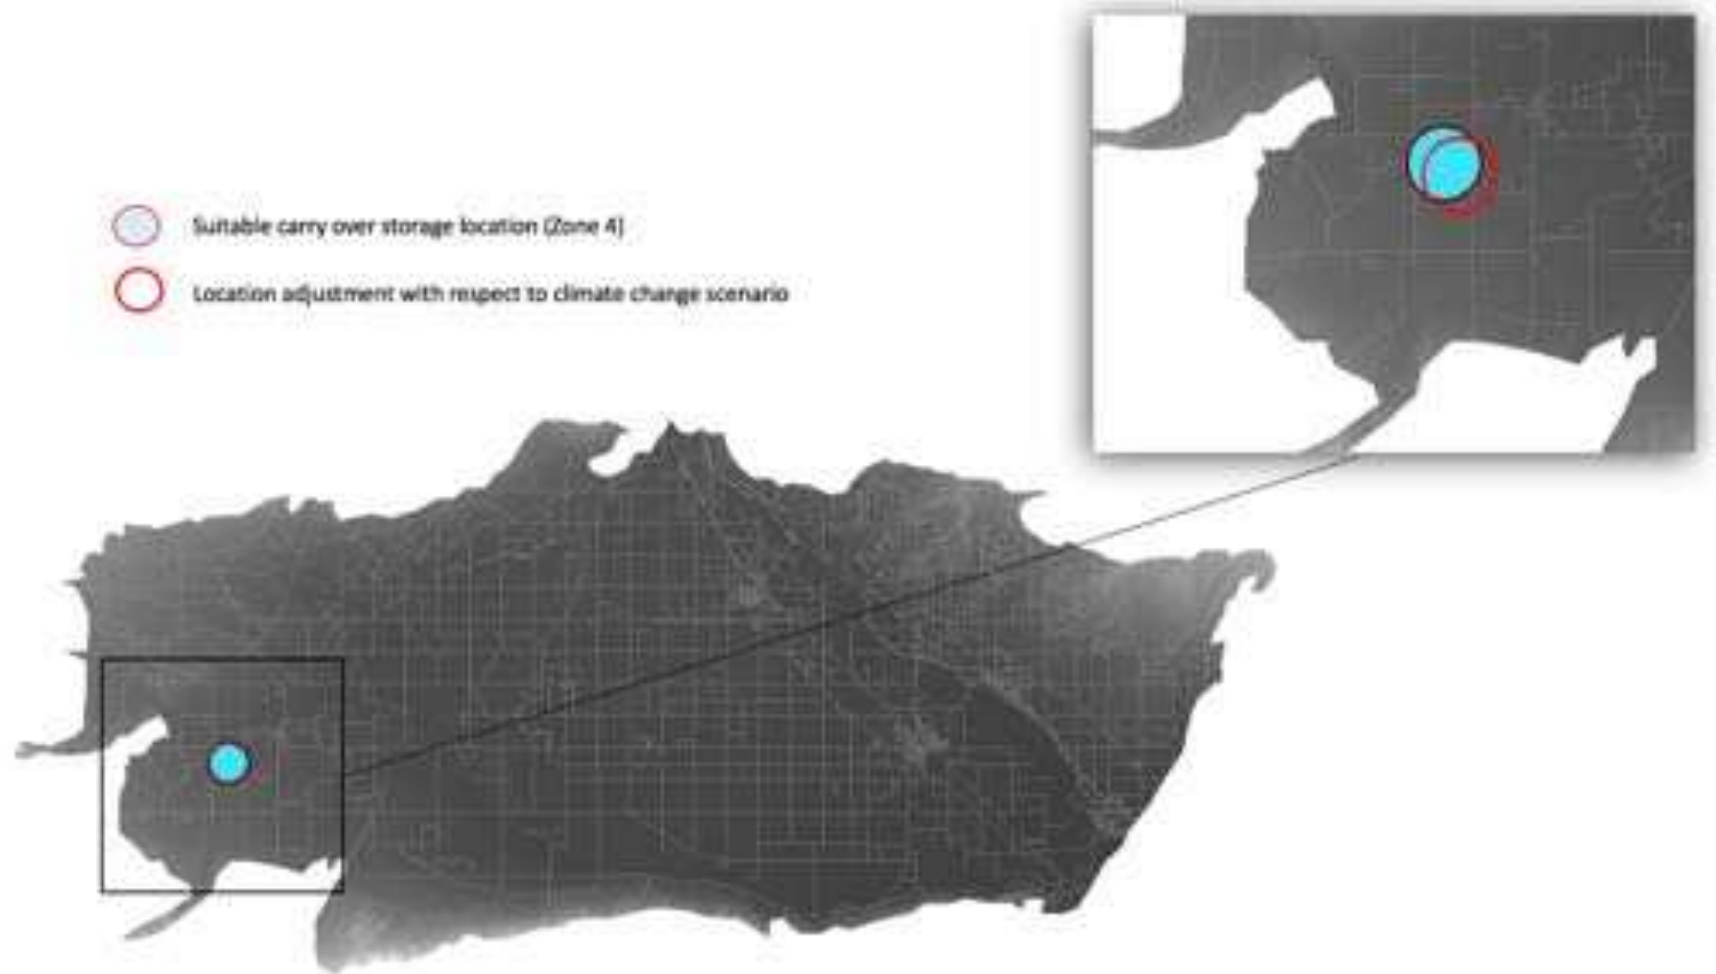 Suitable carry over storage location (Zone 4)
Location adjustment with respect to climate change scenario